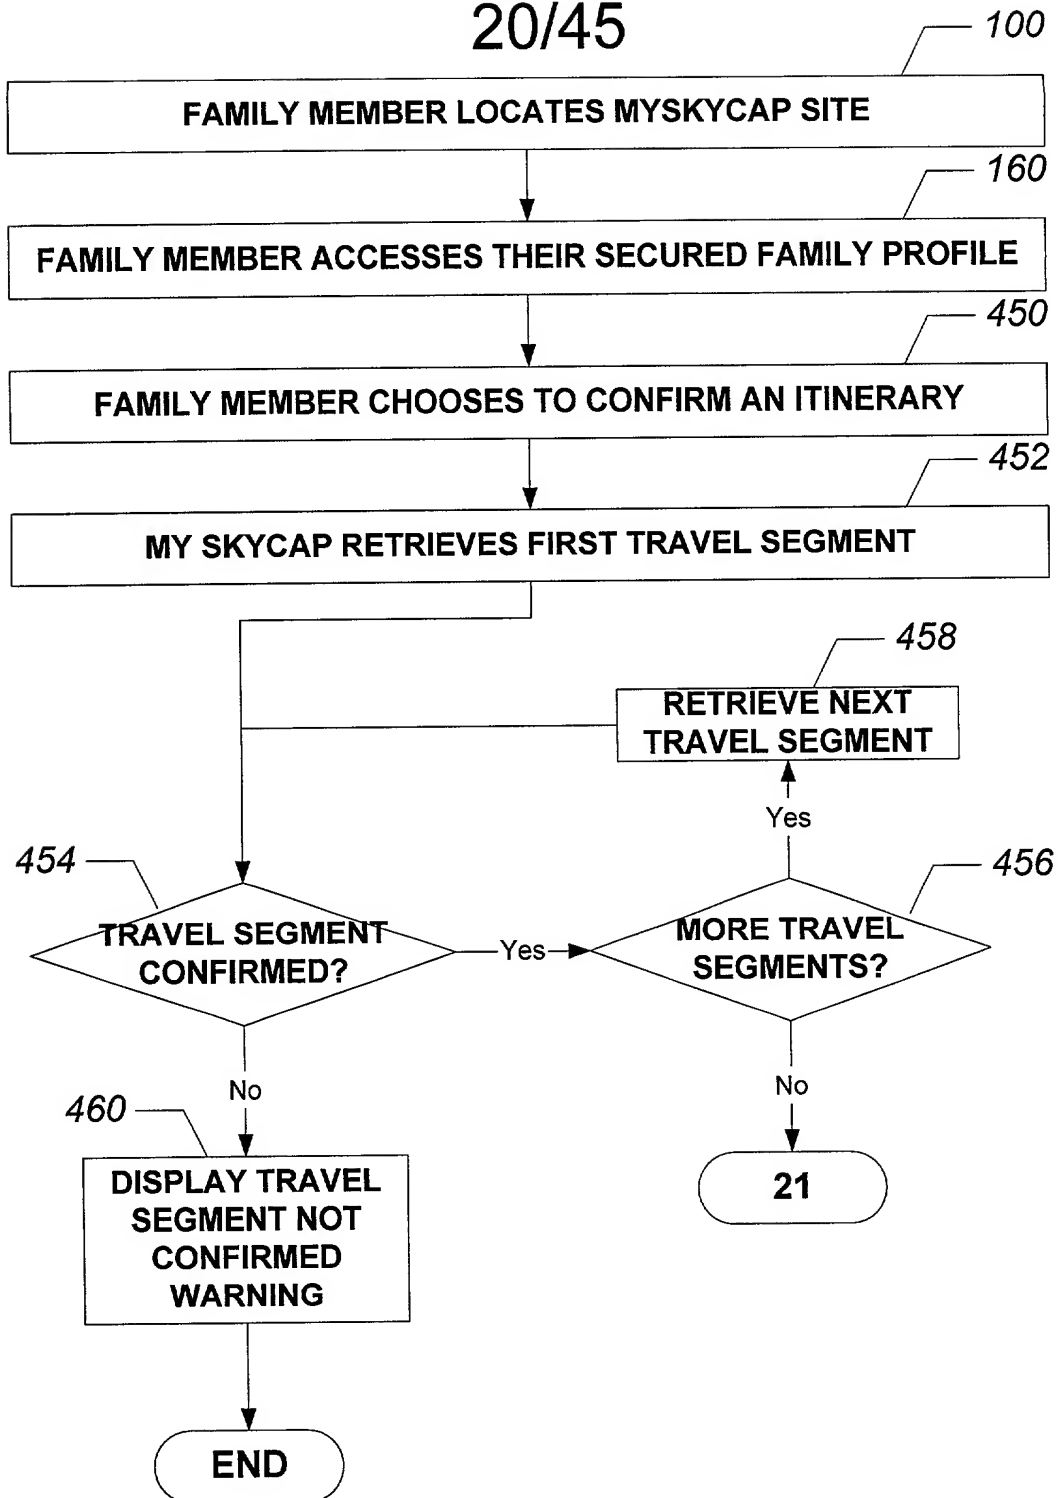 20/45
100
FAMILY MEMBER LOCATES MYSKYCAP SITE
160
FAMILY MEMBER ACCESSES THEIR SECURED FAMILY PROFILE
450
FAMILY MEMBER CHOOSES TO CONFIRM AN ITINERARY
452
MY SKYCAP RETRIEVES FIRST TRAVEL SEGMENT
458
RETRIEVE NEXT
TRAVEL SEGMENT
Yes
454
TRAVEL SEGMENT
CONFIRMED?
Yes
456
MORE TRAVEL
SEGMENTS?
No
No
460
DISPLAY TRAVEL
SEGMENT NOT
CONFIRMED
WARNING
21
END